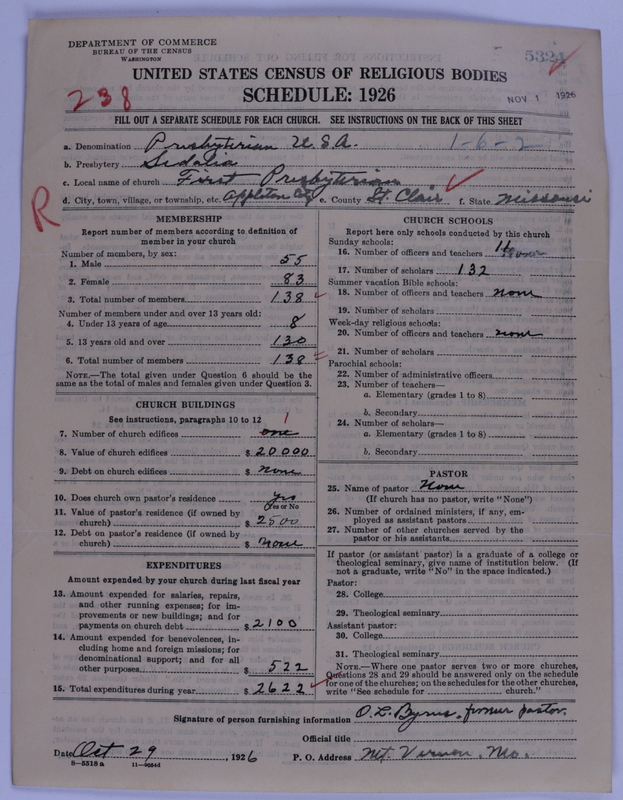 DEPARTMENT OF COMMERCE
BUREAU OF THE CENSUS
WASHINGTON
5324
UNITED STATES CENSUS OF RELIGIOUS BODIES
SCHEDULE: 1926
238
NOV 1 1926
FILL OUT A SEPARATE SCHEDULE FOR EACH CHURCH. SEE INSTRUCTIONS ON THE BACK OF THIS SHEET
a. Denomination Presbyterian U.S.A. 1-6-2
b. Presbytery Sedalia
c. Local name of church First Presbyterian
d. City, town, village, or township, etc. Appleton City e. County St. Clair f. State Missouri
R
MEMBERSHIP
Report number of members according to definition of
member in your church
Number of members, by sex:
1. Male 55
2. Female 83
3. Total number of members 138
Number of members under and over 13 years old:
4. Under 13 years of age 8
5. 13 years old and over 130
6. Total number of members 138
NOTE.—The total given under Question 6 should be the
same as the total of males and females given under Question 3.
CHURCH BUILDINGS
See instructions, paragraphs 10 to 12 1
7. Number of church edifices one
8. Value of church edifices $ 20000
9. Debt on church edifices $ none
10. Does church own pastor's residence yes
Yes or No
11. Value of pastor's residence (if owned by
church) $ 2500
12. Debt on pastor's residence (if owned by
church) $ none
EXPENDITURES
Amount expended by your church during last fiscal year
13. Amount expended for salaries, repairs,
and other running expenses; for im-
provements or new buildings; and for
payments on church debt $ 2100
14. Amount expended for benevolences, in-
cluding home and foreign missions; for
denominational support; and for all
other purposes $ 522
15. Total expenditures during year $ 2622
CHURCH SCHOOLS
Report here only schools conducted by this church
Sunday schools:
16. Number of officers and teachers 11
17. Number of scholars 132
Summer vacation Bible schools:
18. Number of officers and teachers none
19. Number of scholars
Week-day religious schools:
20. Number of officers and teachers none
21. Number of scholars
Parochial schools:
22. Number of administrative officers
23. Number of teachers—
a. Elementary (grades 1 to 8)
b. Secondary
24. Number of scholars—
a. Elementary (grades 1 to 8)
b. Secondary
PASTOR
25. Name of pastor None
(If church has no pastor, write "None")
26. Number of ordained ministers, if any, em-
ployed as assistant pastors
27. Number of other churches served by the
pastor or his assistants
If pastor (or assistant pastor) is a graduate of a college or
theological seminary, give name of institution below. (If
not a graduate, write "No" in the space indicated.)
Pastor:
28. College
29. Theological seminary
Assistant pastor:
30. College
31. Theological seminary
NOTE.—Where one pastor serves two or more churches,
Questions 28 and 29 should be answered only on the schedule
for one of the churches; on the schedules for the other churches,
write "See schedule for church."
Signature of person furnishing information O. L. Byrns, former pastor.
Official title
Date Oct 29, 1926 P. O. Address Mt. Vernon, Mo.
8-5518a